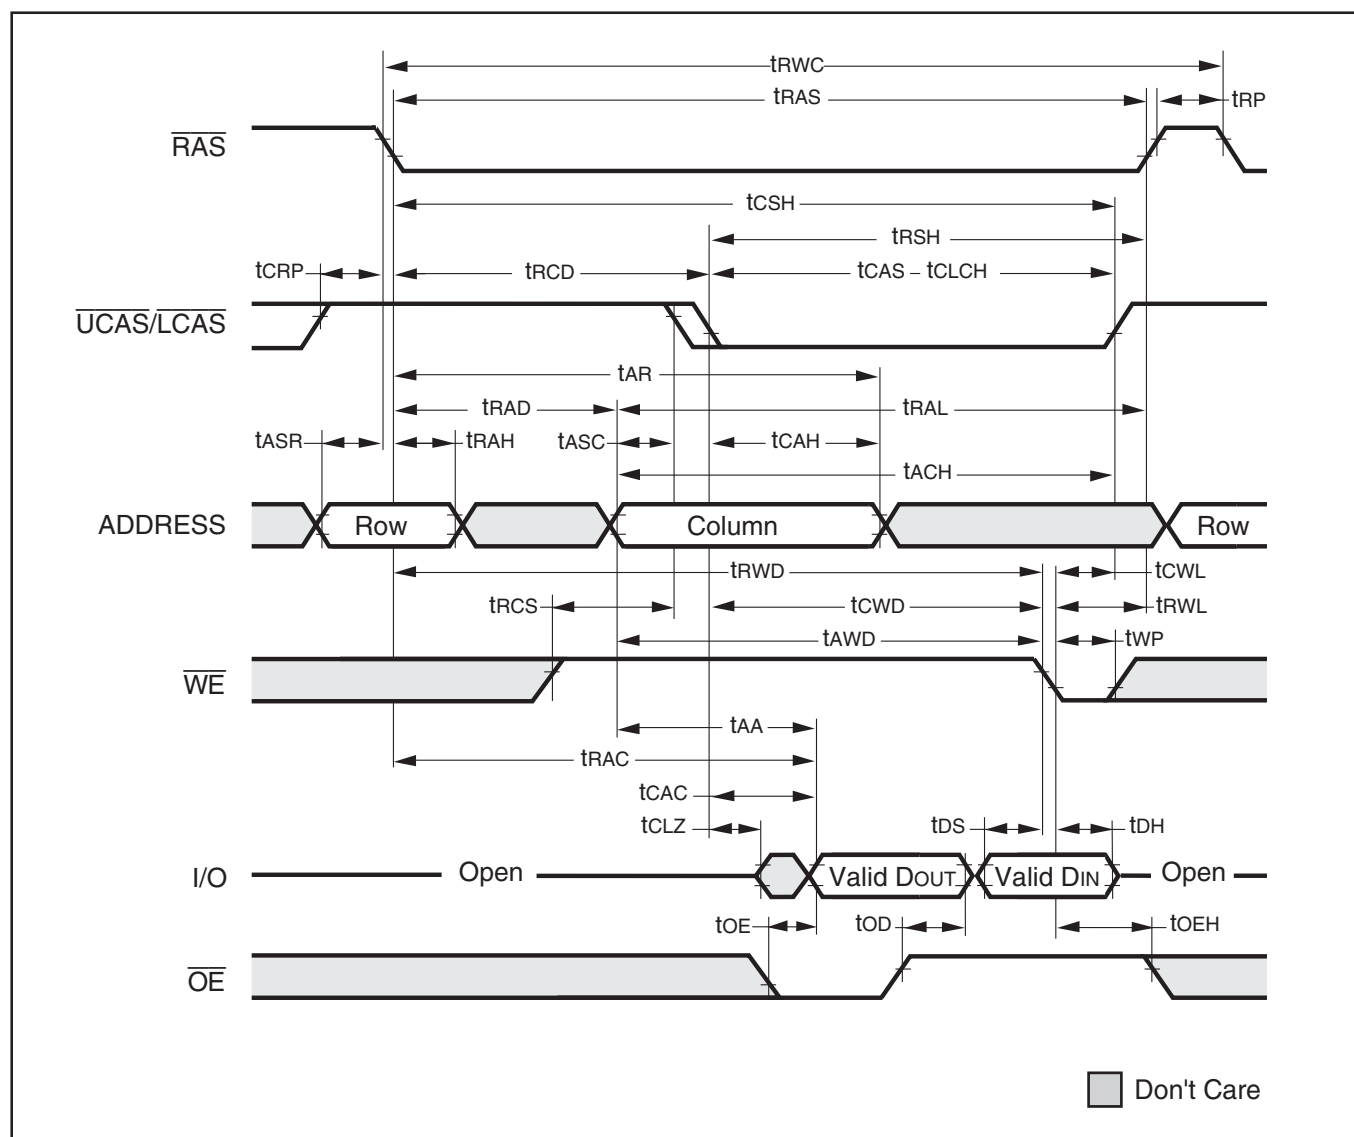 tRWC
tRAS
tRP
RAS
tCSH
tRSH
tCRP
tRCD
tCAS tCLCH
UCAS/LCAS
tAR
tRAD
tRAL
tASR
tRAH
tASC
tCAH
tACH
ADDRESS
Row
Column
Row
tRWD
tCWL
tRCS
tCWD
tRWL
tAWD
tWP
WE
tAA
tRAC
tCAC
tCLZ
tDS
tDH
I/O
Open
Valid DOUT
Valid DIN
Open
tOE
tOD
tOEH
OE
Don't Care